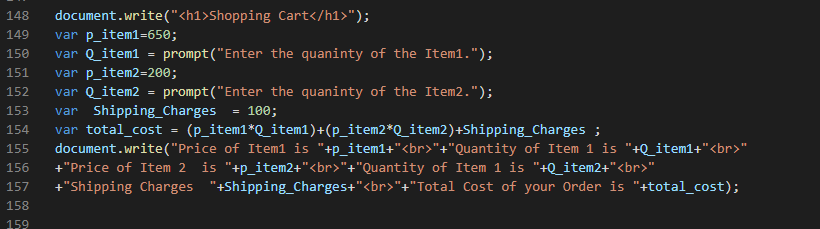 148 document.write("<h1>Shopping Cart</h1>");
149 var p_item1=650;
150 var Q_item1 = prompt("Enter the quaninty of the Item1.");
151 var p_item2=200;
152 var Q_item2 = prompt("Enter the quaninty of the Item2.");
153 var  Shipping_Charges  = 100;
154 var total_cost = (p_item1*Q_item1)+(p_item2*Q_item2)+Shipping_Charges ;
155 document.write("Price of Item1 is "+p_item1+"<br>"+"Quantity of Item 1 is "+Q_item1+"<br>"
156 +"Price of Item 2  is "+p_item2+"<br>"+"Quantity of Item 1 is "+Q_item2+"<br>"
157 +"Shipping Charges  "+Shipping_Charges+"<br>"+"Total Cost of your Order is "+total_cost);
158
159